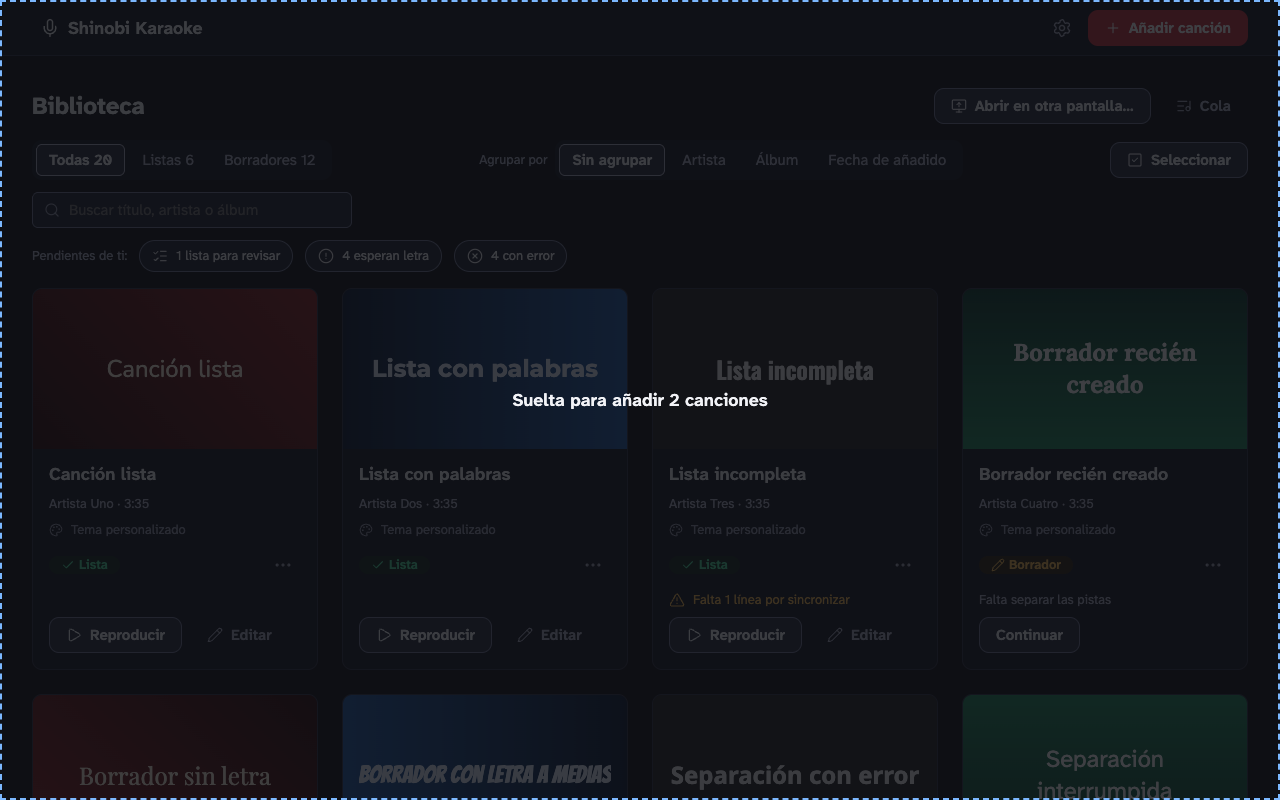 Shinobi Karaoke
Añadir canción
Biblioteca
Abrir en otra pantalla...
Cola
Todas 20
Listas 6
Borradores 12
Agrupar por
Sin agrupar
Artista
Álbum
Fecha de añadido
Seleccionar
Buscar título, artista o álbum
Pendientes de ti:
1 lista para revisar
4 esperan letra
4 con error
Canción lista
Lista con palabras
Lista incompleta
Borrador recién
creado
Suelta para añadir 2 canciones
Canción lista
Artista Uno · 3:35
Tema personalizado
Lista
Reproducir
Editar
Lista con palabras
Artista Dos · 3:35
Tema personalizado
Lista
Reproducir
Editar
Lista incompleta
Artista Tres · 3:35
Tema personalizado
Lista
Falta 1 línea por sincronizar
Reproducir
Editar
Borrador recién creado
Artista Cuatro · 3:35
Tema personalizado
Borrador
Falta separar las pistas
Continuar
Borrador sin letra
BORRADOR CON LETRA A MEDIAS
Separación con error
Separación
interrumpida